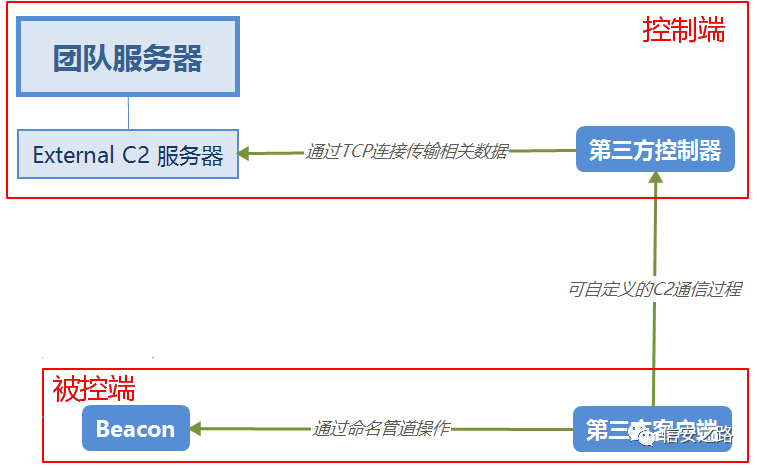 控制端
团队服务器
External C2 服务器
通过TCP连接传输相关数据
第三方控制器
可自定义的C2通信过程
被控端
Beacon
通过命名管道操作
第三方客户端
信安之路